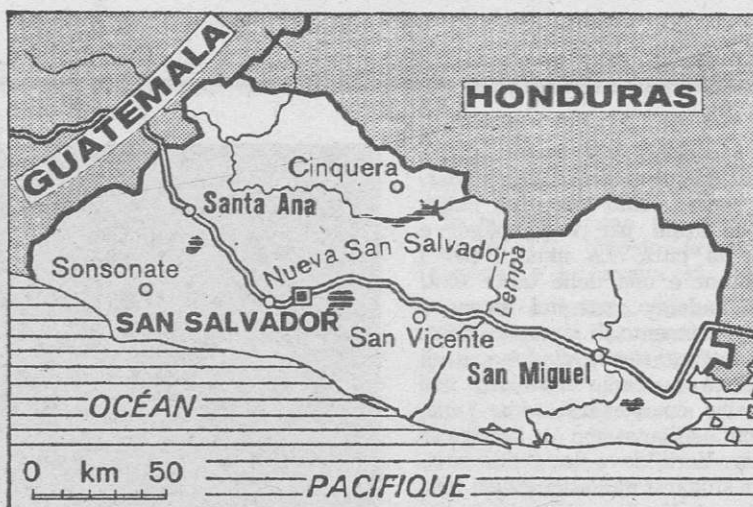 GUATEMALA
HONDURAS
Cinquera
Santa Ana
Nueva San Salvador
Sonsonate
Lempa
SAN SALVADOR
San Vicente
San Miguel
OCÉAN
0 km 50
PACIFIQUE